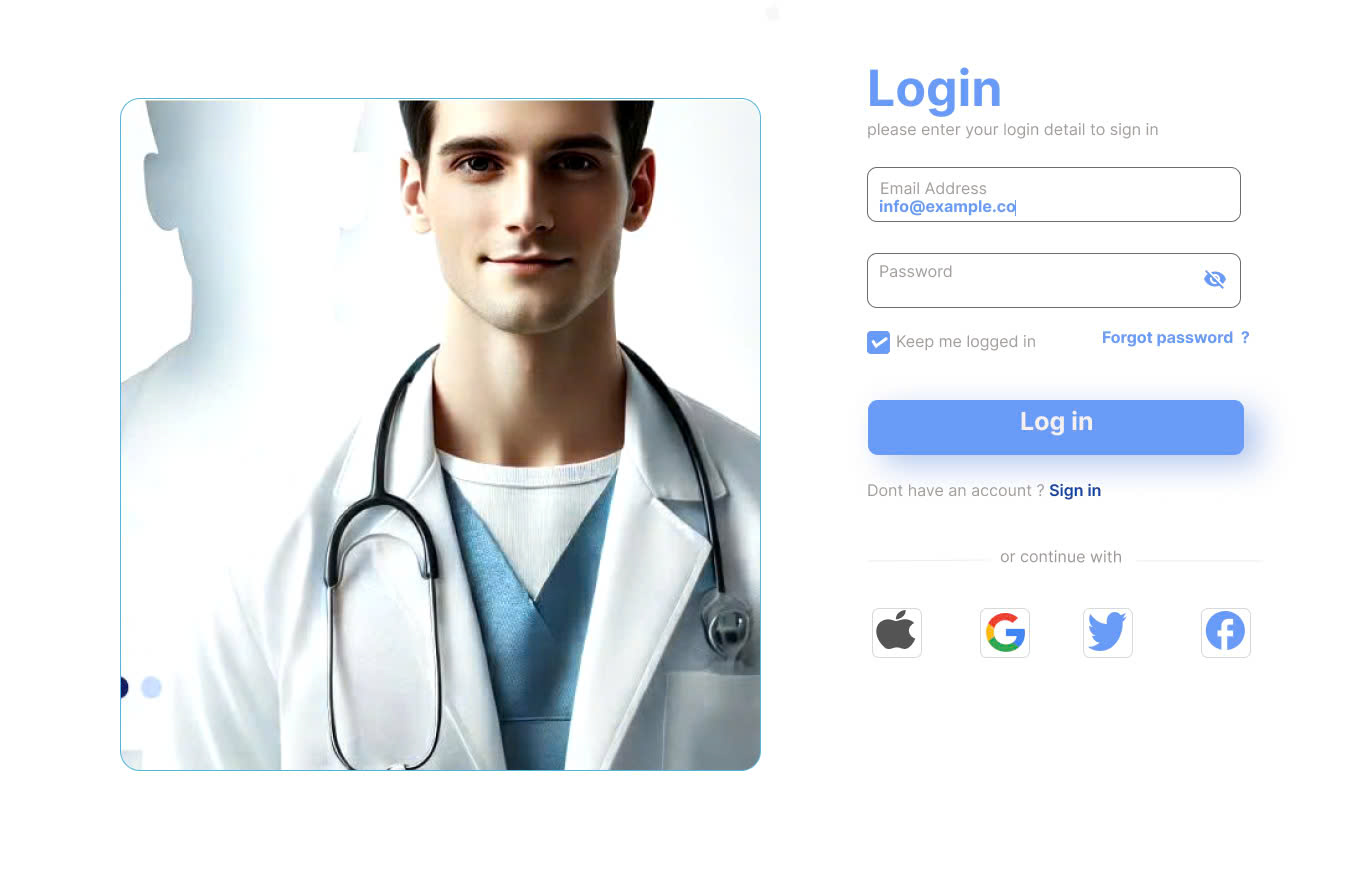 Login
please enter your login detail to sign in
Email Address
info@example.co
Password
Keep me logged in
Forgot password ?
Log in
Dont have an account ? Sign in
or continue with